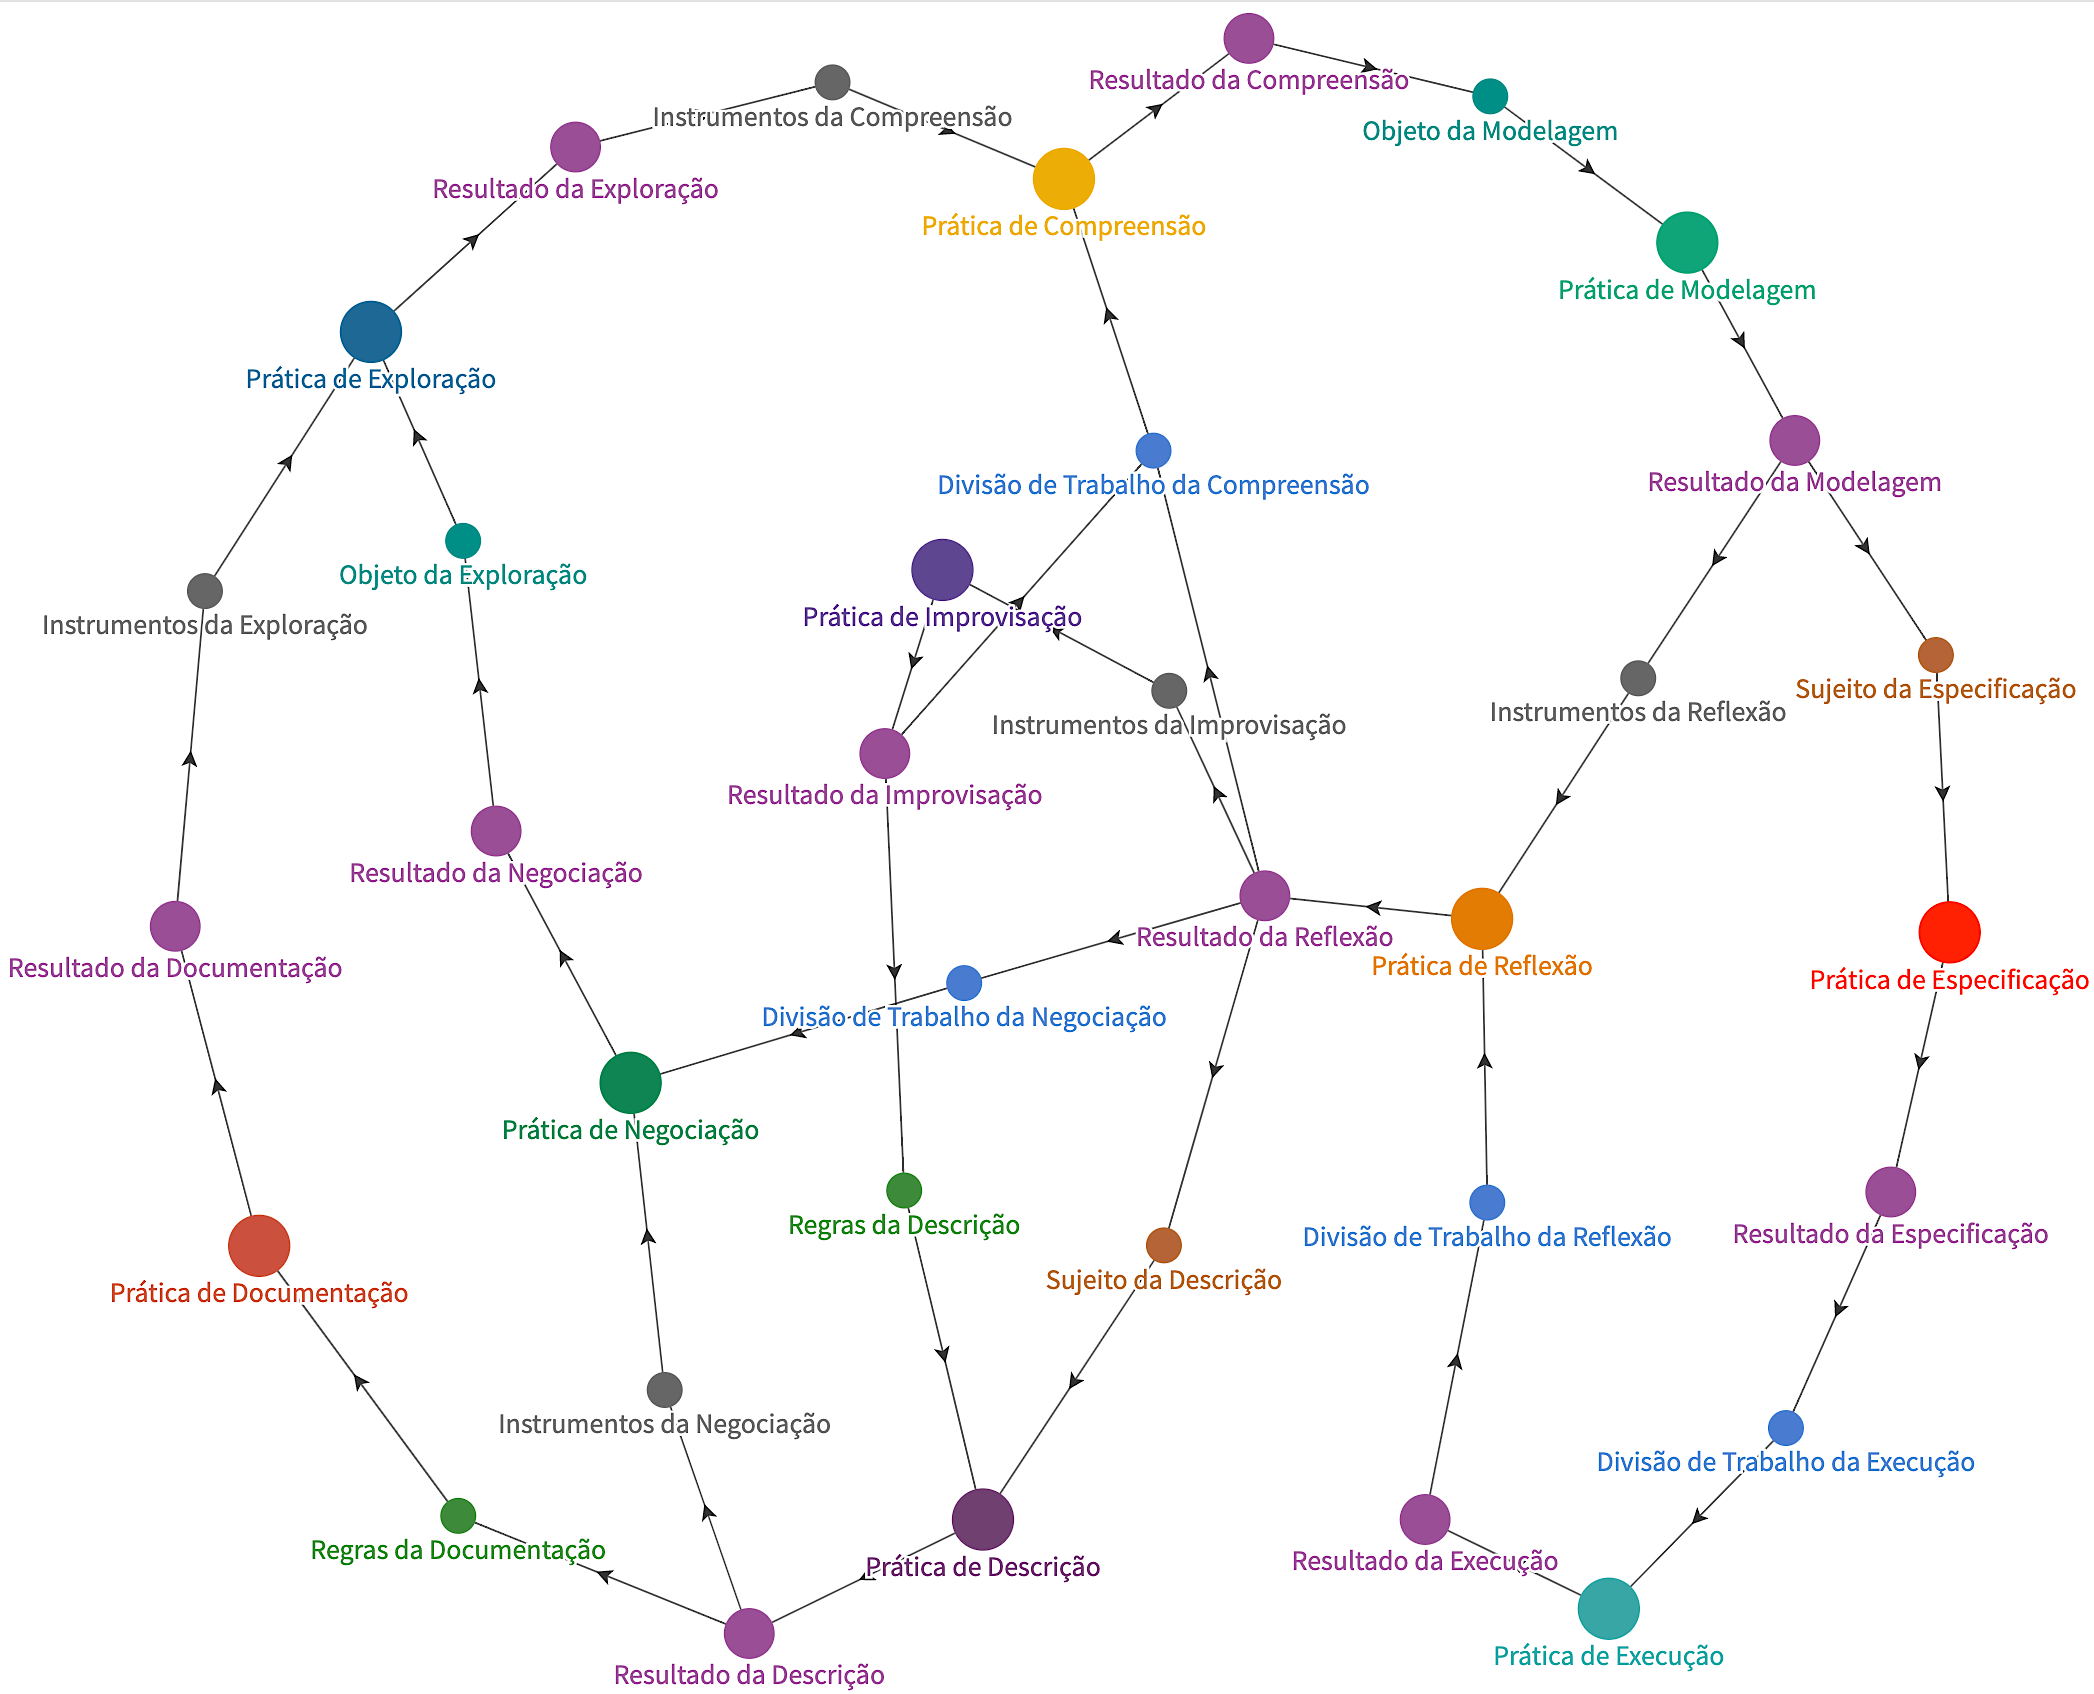 Resultado da Compreensão
Instrumentos da Compreensão
Objeto da Modelagem
Resultado da Exploração
Prática de Compreensão
Prática de Modelagem
Prática de Exploração
Resultado da Modelagem
Divisão de Trabalho da Compreensão
Objeto da Exploração
Prática de Improvisação
Instrumentos da Exploração
Sujeito da Especificação
Instrumentos da Reflexão
Instrumentos da Improvisação
Resultado da Improvisação
Resultado da Negociação
Resultado da Reflexão
Prática de Reflexão
Resultado da Documentação
Prática de Especificação
Divisão de Trabalho da Negociação
Prática de Negociação
Regras da Descrição
Resultado da Especificação
Divisão de Trabalho da Reflexão
Sujeito da Descrição
Prática de Documentação
Instrumentos da Negociação
Divisão de Trabalho da Execução
Regras da Documentação
Resultado da Execução
Prática de Descrição
Prática de Execução
Resultado da Descrição